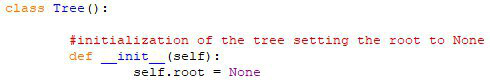 class Tree():
#initialization of the tree setting the root to None
def __init__(self):
self.root = None